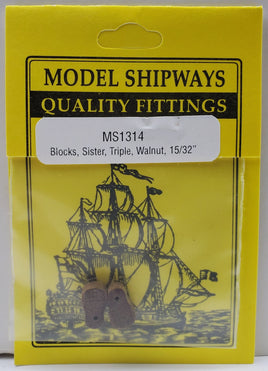 MODEL SHIPWAYS
QUALITY FITTINGS
MS1314
Blocks, Sister, Triple, Walnut, 15/32"